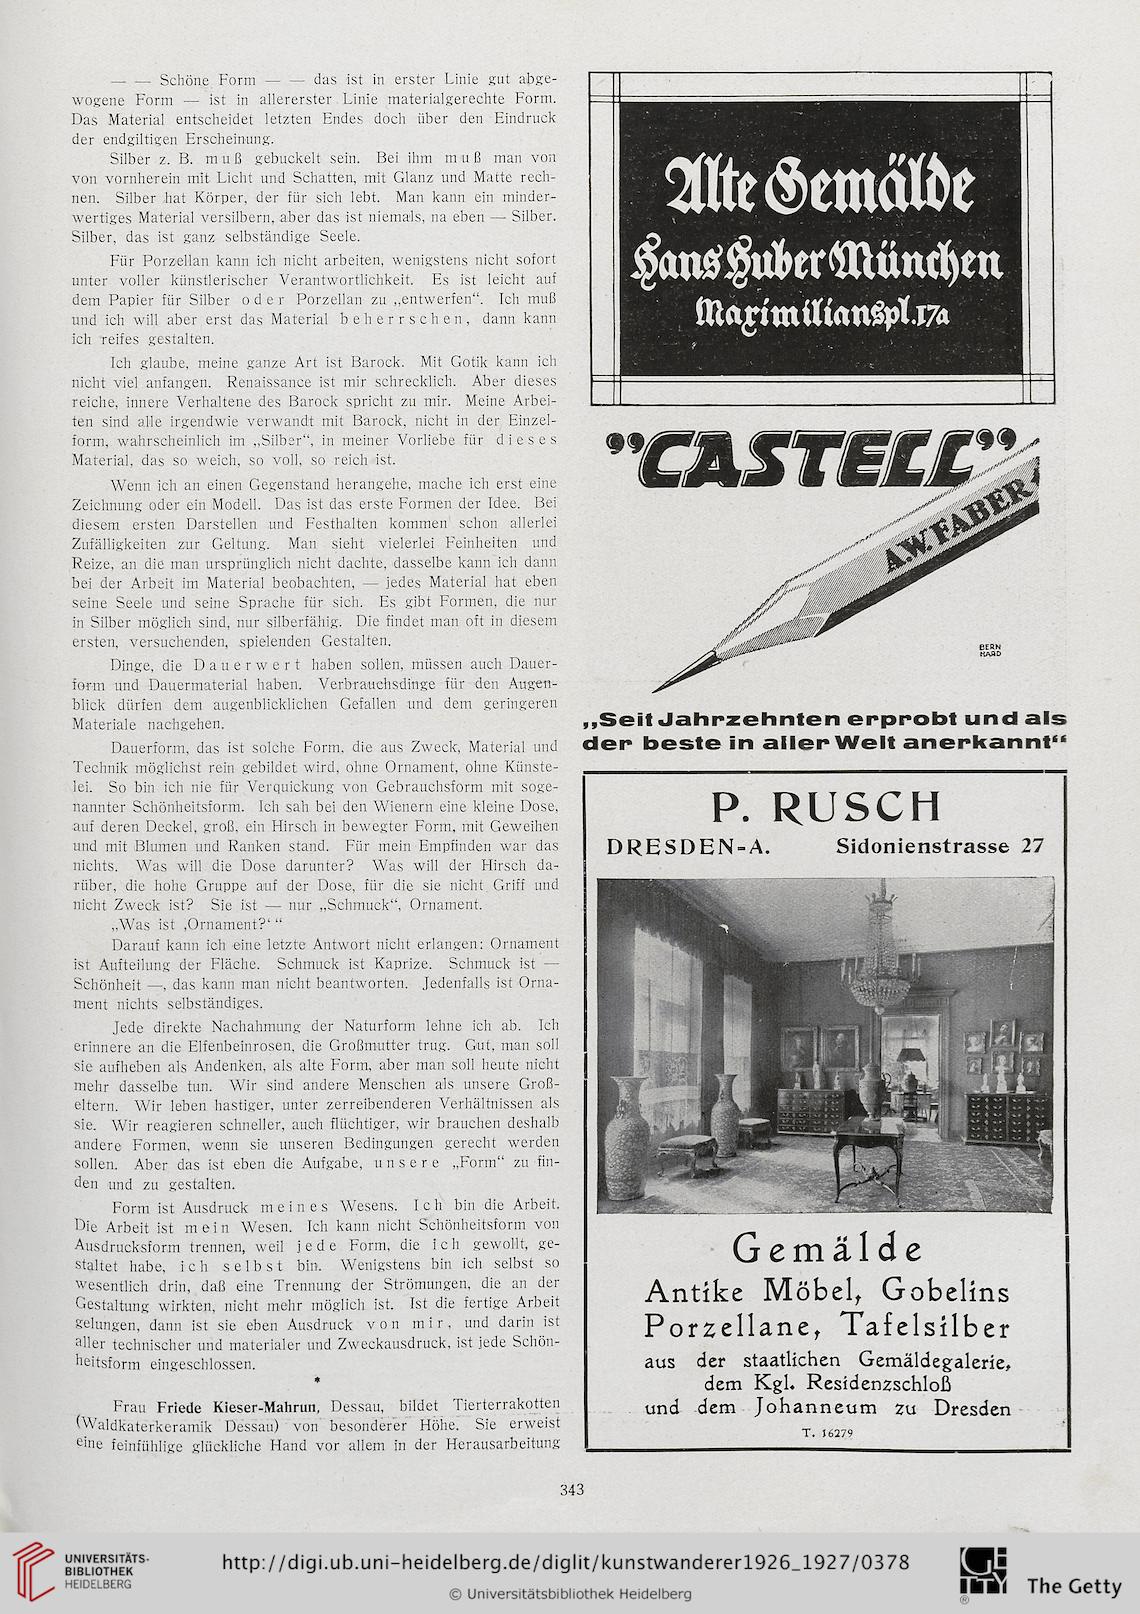 — — Schöne Form — — das ist in erster Linie gut abge-
wogene Form — ist in allererster Linie materialgerechte Form.
Das Material entscheidet letzten Endes doch über den Eindruck
der endgiltigen Erscheinung.
Silber z. B. muß gebuckelt sein. Bei ihm muß man von
von vornherein mit Licht und Schatten, mit Glanz und Matte rech-
nen. Silber hat Körper, der für sich lebt. Man kann ein minder-
wertiges Material versilbern, aber das ist niemals, na eben — Silber.
Silber, das ist ganz selbständige Seele.
Für Porzellan kann ich nicht arbeiten, wenigstens nicht sofort
unter voller künstlerischer Verantwortlichkeit. Es ist leicht auf
dem Papier für Silber oder Porzellan zu „entwerfen“. Ich muß
und ich will aber erst das Material beherrschen, dann kann
ich reifes gestalten.
Ich glaube, meine ganze Art ist Barock. Mit Gotik kann ich
nicht viel anfangen. Renaissance ist mir schrecklich. Aber dieses
reiche, innere Verhaltene des Barock spricht zu mir. Meine Arbei-
ten sind alle irgendwie verwandt mit Barock, nicht in der Einzel-
form, wahrscheinlich im „Silber“, in meiner Vorliebe für dieses
Material, das so weich, so voll, so reich ist.
Wenn ich an einen Gegenstand herangehe, mache ich erst eine
Zeichnung oder ein Modell. Das ist das erste Formen der Idee. Bei
diesem ersten Darstellen und Festhalten kommen schon allerlei
Zufälligkeiten zur Geltung. Man sieht vielerlei Feinheiten und
Reize, an die man ursprünglich nicht dachte, dasselbe kann ich dann
bei der Arbeit im Material beobachten, — jedes Material hat eben
seine Seele und seine Sprache für sich. Es gibt Formen, die nur
in Silber möglich sind, nur silberfähig. Die findet man oft in diesem
ersten, versuchenden, spielenden Gestalten.
Dinge, die Dauerwert haben sollen, müssen auch Dauer-
form und Dauermaterial haben. Verbrauchsdinge für den Augen-
blick dürfen dem augenblicklichen Gefallen und dem geringeren
Materiale nachgehen.
Dauerform, das ist solche Form, die aus Zweck, Material und
Technik möglichst rein gebildet wird, ohne Ornament, ohne Künste-
lei. So bin ich nie für Verquickung von Gebrauchsform mit soge-
nannter Schönheitsform. Ich sah bei den Wienern eine kleine Dose,
auf deren Deckel, groß, ein Hirsch in bewegter Form, mit Geweihen
und mit Blumen und Ranken stand. Für mein Empfinden war das
nichts. Was will die Dose darunter? Was will der Hirsch da-
rüber, die hohe Gruppe auf der Dose, für die sie nicht Griff und
nicht Zweck ist? Sie ist — nur „Schmuck“, Ornament.
„Was ist ‚Ornament?‘“
Darauf kann ich eine letzte Antwort nicht erlangen: Ornament
ist Aufteilung der Fläche. Schmuck ist Kaprize. Schmuck ist —
Schönheit —, das kann man nicht beantworten. Jedenfalls ist Orna-
ment nichts selbständiges.
Jede direkte Nachahmung der Naturform lehne ich ab. Ich
erinnere an die Elfenbeinrosen, die Großmutter trug. Gut, man soll
sie aufheben als Andenken, als alte Form, aber man soll heute nicht
mehr dasselbe tun. Wir sind andere Menschen als unsere Groß-
eltern. Wir leben hastiger, unter zerreibenderen Verhältnissen als
sie. Wir reagieren schneller, auch flüchtiger, wir brauchen deshalb
andere Formen, wenn sie unseren Bedingungen gerecht werden
sollen. Aber das ist eben die Aufgabe, unsere „Form“ zu fin-
den und zu gestalten.
Form ist Ausdruck meines Wesens. Ich bin die Arbeit.
Die Arbeit ist mein Wesen. Ich kann nicht Schönheitsform von
Ausdrucksform trennen, weil jede Form, die ich gewollt, ge-
staltet habe, ich selbst bin. Wenigstens bin ich selbst so
wesentlich drin, daß eine Trennung der Strömungen, die an der
Gestaltung wirkten, nicht mehr möglich ist. Ist die fertige Arbeit
gelungen, dann ist sie eben Ausdruck von mir, und darin ist
aller technischer und materialer und Zweckausdruck, ist jede Schön-
heitsform eingeschlossen.
*
Frau Friede Kieser-Mahrun, Dessau, bildet Tierterrakotten
(Waldkaterkeramik Dessau) von besonderer Höhe. Sie erweist
eine feinfühlige glückliche Hand vor allem in der Herausarbeitung
Alte Gemälde
Hans Huber München
Maximilianspl. 17a
"CASTELL"
A.W. FABER
BERN
HARD
„Seit Jahrzehnten erprobt und als
der beste in aller Welt anerkannt“
P. RUSCH
DRESDEN-A. Sidonienstrasse 27
Gemälde
Antike Möbel, Gobelins
Porzellane, Tafelsilber
aus der staatlichen Gemäldegalerie,
dem Kgl. Residenzschloß
und dem Johanneum zu Dresden
T. 16279
343
UNIVERSITÄTS-
BIBLIOTHEK
HEIDELBERG
http://digi.ub.uni-heidelberg.de/diglit/kunstwanderer1926_1927/0378
© Universitätsbibliothek Heidelberg
GETTY
The Getty